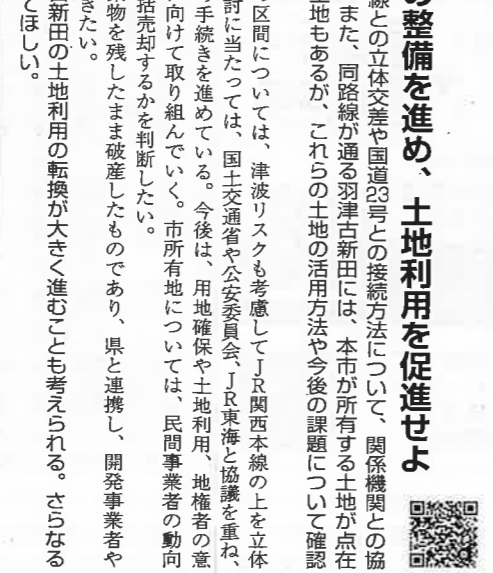 の整備を進め、土地利用を促進せよ
線との立体交差や国道23号との接続方法について、関係機関との協
また、同路線が通る羽津古新田には、本市が所有する土地が点在
地もあるが、これらの土地の活用方法や今後の課題について確認
区間については、津波リスクも考慮してJR関西本線の上を立体
討に当たっては、国土交通省や公安委員会、JR東海と協議を重ね、
手続きを進めている。今後は、用地確保や土地利用、地権者の意
に向けて取り組んでいく。市所有地については、民間事業者の動向
括売却するかを判断したい。
物を残したまま破産したものであり、県と連携し、開発事業者や
きたい。
新田の土地利用の転換が大きく進むことも考えられる。さらなる
てほしい。